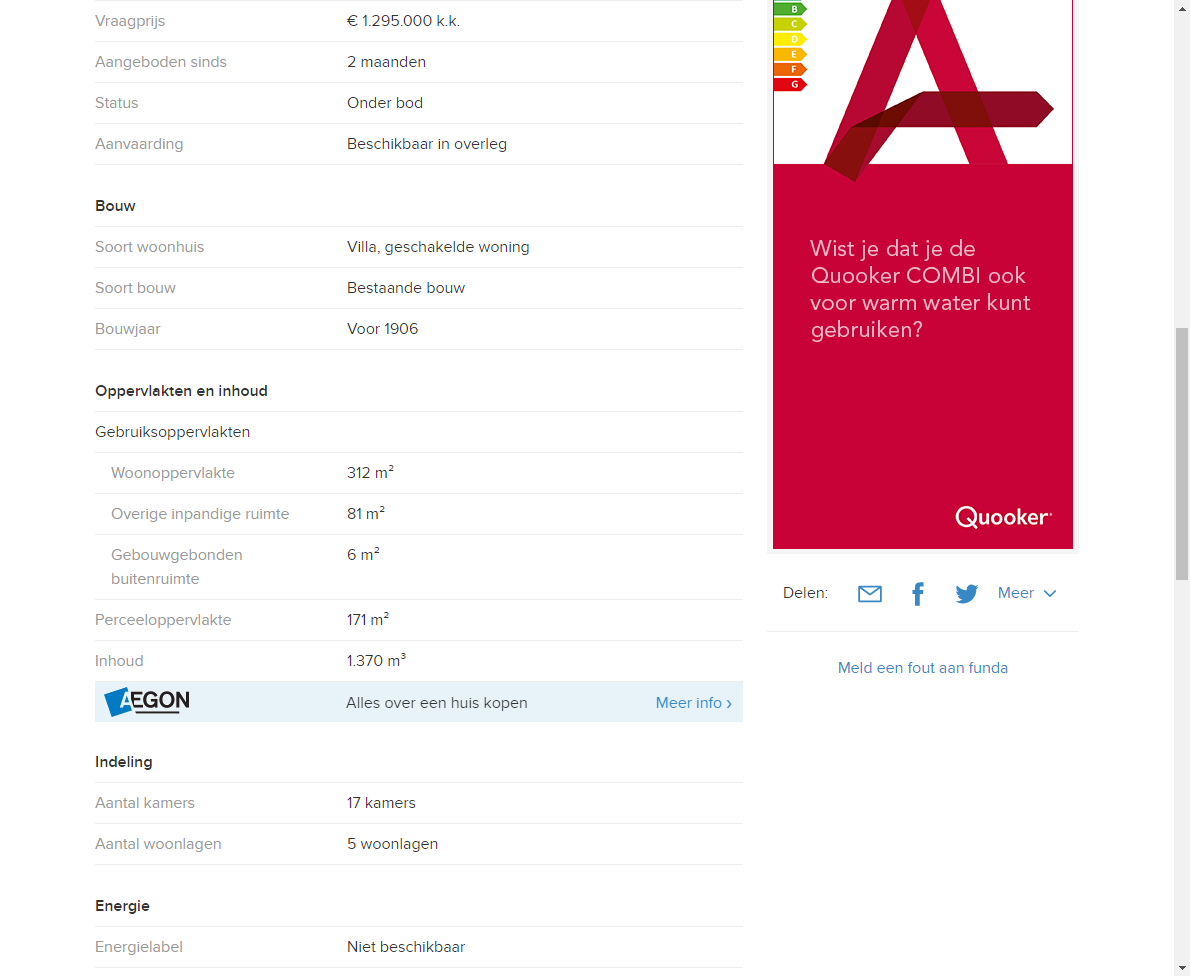 Vraagprijs € 1.295.000 k.k.
Aangeboden sinds 2 maanden
Status Onder bod
Aanvaarding Beschikbaar in overleg
Bouw
Soort woonhuis Villa, geschakelde woning
Soort bouw Bestaande bouw
Bouwjaar Voor 1906
Oppervlakten en inhoud
Gebruiksoppervlakten
Woonoppervlakte 312 m²
Overige inpandige ruimte 81 m²
Gebouwgebonden 6 m²
buitenruimte
Perceeloppervlakte 171 m²
Inhoud 1.370 m³
AEGON Alles over een huis kopen Meer info ›
Indeling
Aantal kamers 17 kamers
Aantal woonlagen 5 woonlagen
Energie
Energielabel Niet beschikbaar
B
C
D
E
F
G
Wist je dat je de
Quooker COMBI ook
voor warm water kunt
gebruiken?
Quooker
Delen: Meer
Meld een fout aan funda